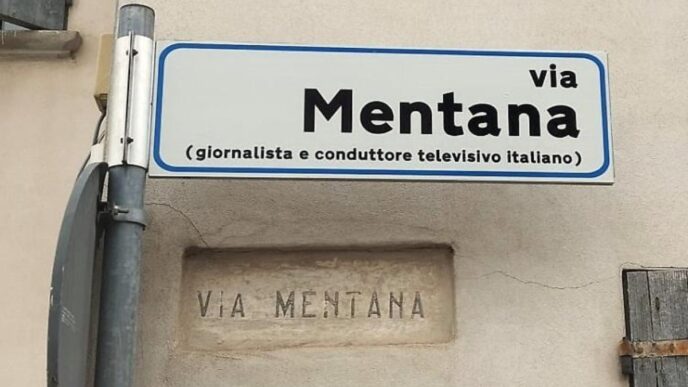 via
Mentana
(giornalista e conduttore televisivo italiano)
VIA MENTANA